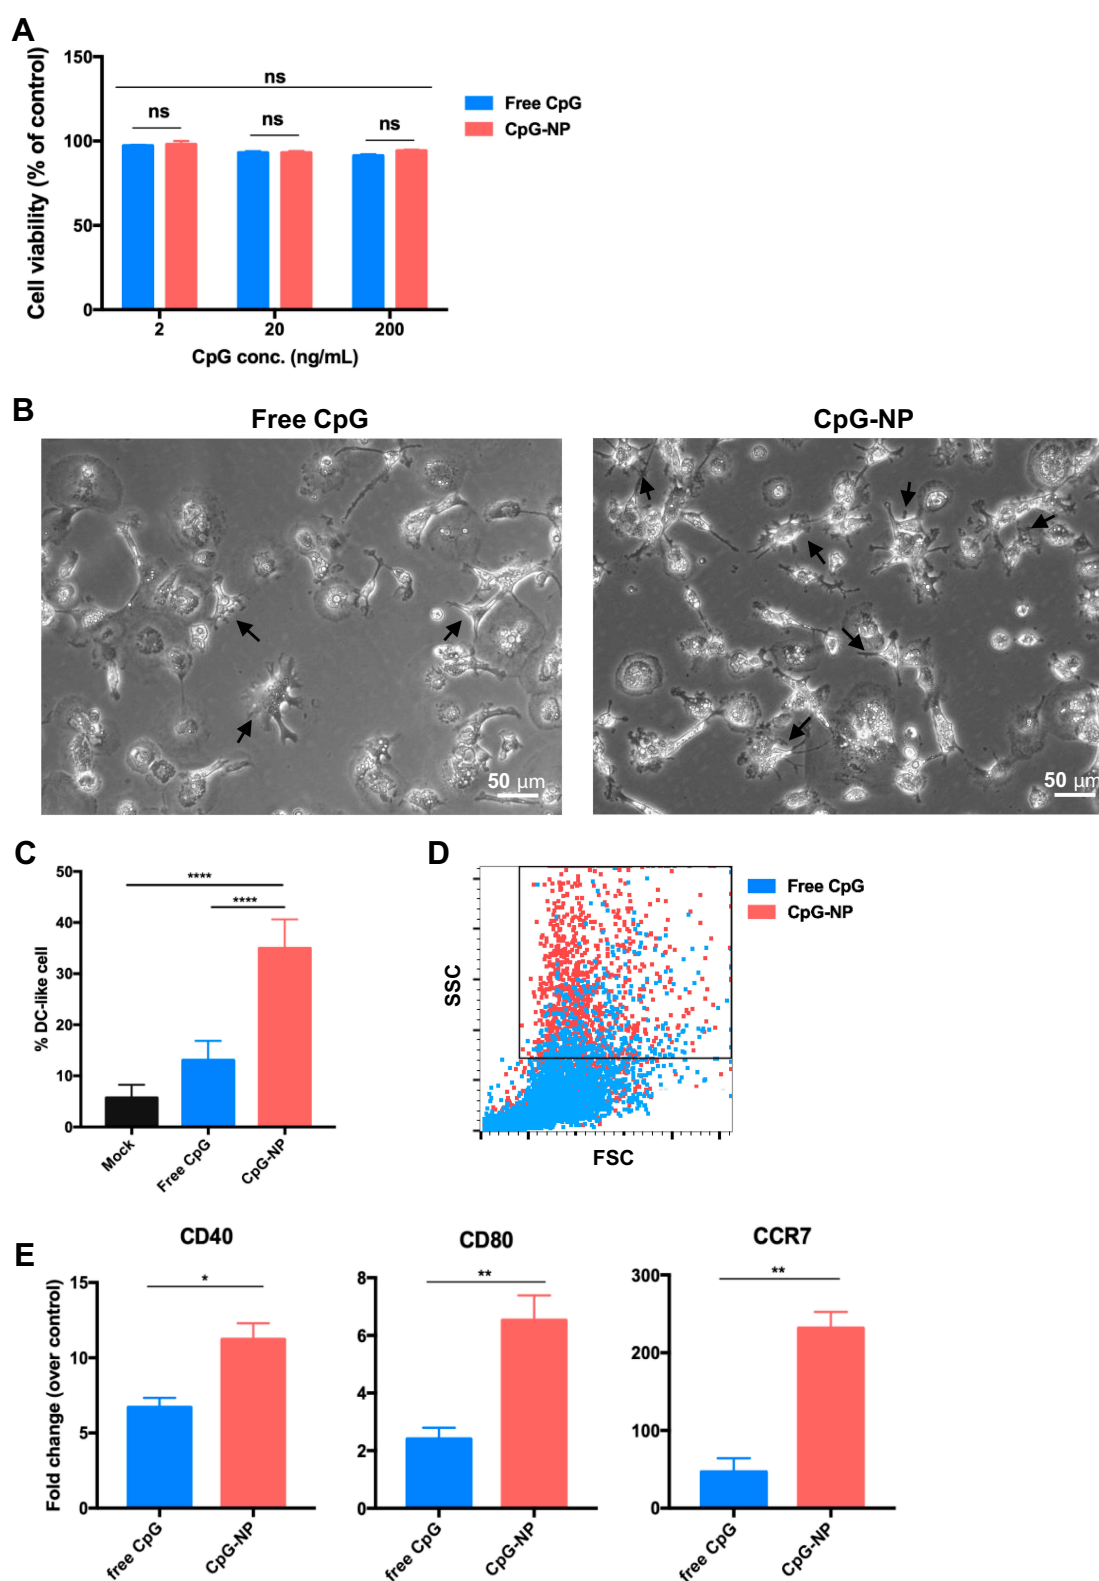 A
Cell viability (% of control)
150
100
50
0
ns
ns
ns
ns
2
20
200
CpG conc. (ng/mL)
Free CpG
CpG-NP
B
Free CpG
CpG-NP
50 μm
50 μm
C
% DC-like cell
50
40
30
20
10
0
****
****
Mock
Free CpG
CpG-NP
D
SSC
FSC
Free CpG
CpG-NP
E
Fold change (over control)
CD40
15
10
5
0
*
free CpG
CpG-NP
CD80
8
6
4
2
0
**
free CpG
CpG-NP
CCR7
300
200
100
0
**
free CpG
CpG-NP